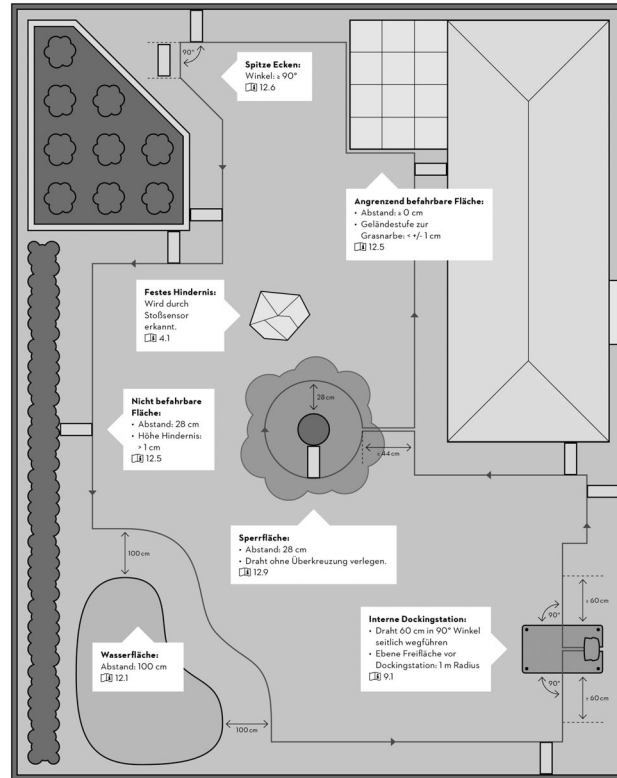 90°
Spitze Ecken:
Winkel: ≥ 90°
12.6
Angrenzend befahrbare Fläche:
• Abstand: ≥ 0 cm
• Geländestufe zur
Grasnarbe: < +/- 1 cm
12.5
Festes Hindernis:
Wird durch
Stoßsensor
erkannt.
4.1
28 cm
Nicht befahrbare
Fläche:
• Abstand: 28 cm
• Höhe Hindernis:
> 1 cm
12.5
≥ 44 cm
Sperrfläche:
• Abstand: 28 cm
• Draht ohne Überkreuzung verlegen.
12.9
100 cm
≥ 60 cm
90°
Interne Dockingstation:
• Draht 60 cm in 90° Winkel
seitlich wegführen
• Ebene Freifläche vor
Dockingstation: 1 m Radius
9.1
Wasserfläche:
Abstand: 100 cm
12.1
90°
≥ 60 cm
100 cm